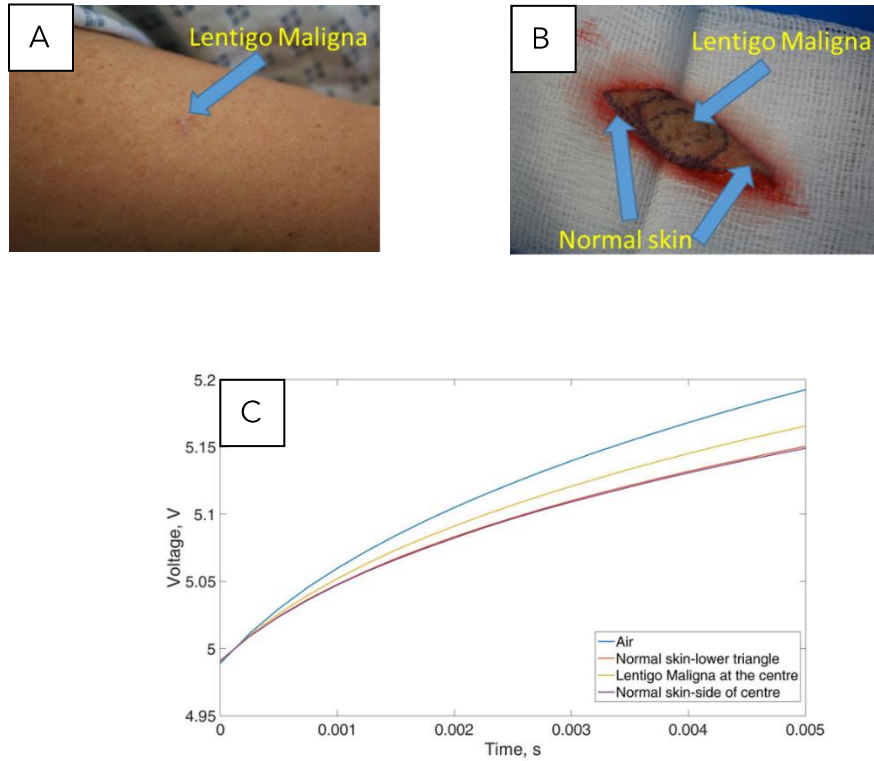 A
Lentigo Maligna
B
Lentigo Maligna
Normal skin
C
5.2
5.15
5.1
5.05
5
4.95
Voltage, V
0
0.001
0.002
0.003
0.004
0.005
Time, s
Air
Normal skin-lower triangle
Lentigo Maligna at the centre
Normal skin-side of centre